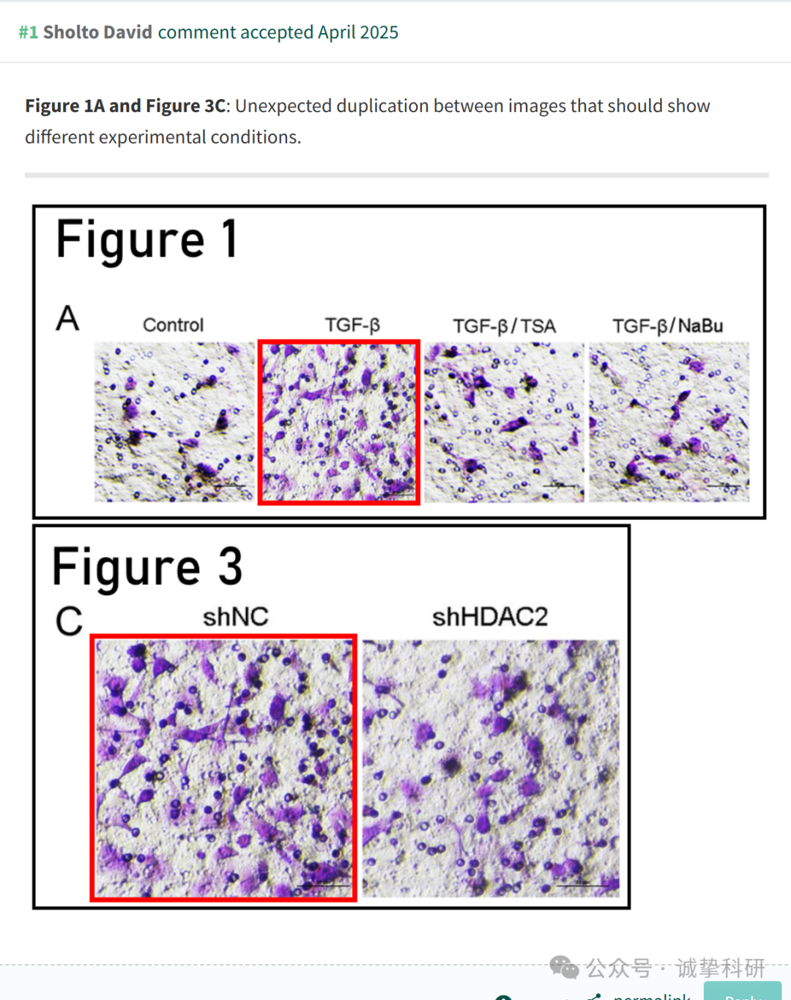 #1 Sholto David comment accepted April 2025
Figure 1A and Figure 3C: Unexpected duplication between images that should show
different experimental conditions.
Figure 1
A
Control TGF-β TGF-β/TSA TGF-β/NaBu
Figure 3
C
shNC shHDAC2
公众号 · 诚挚科研
permalink Reply